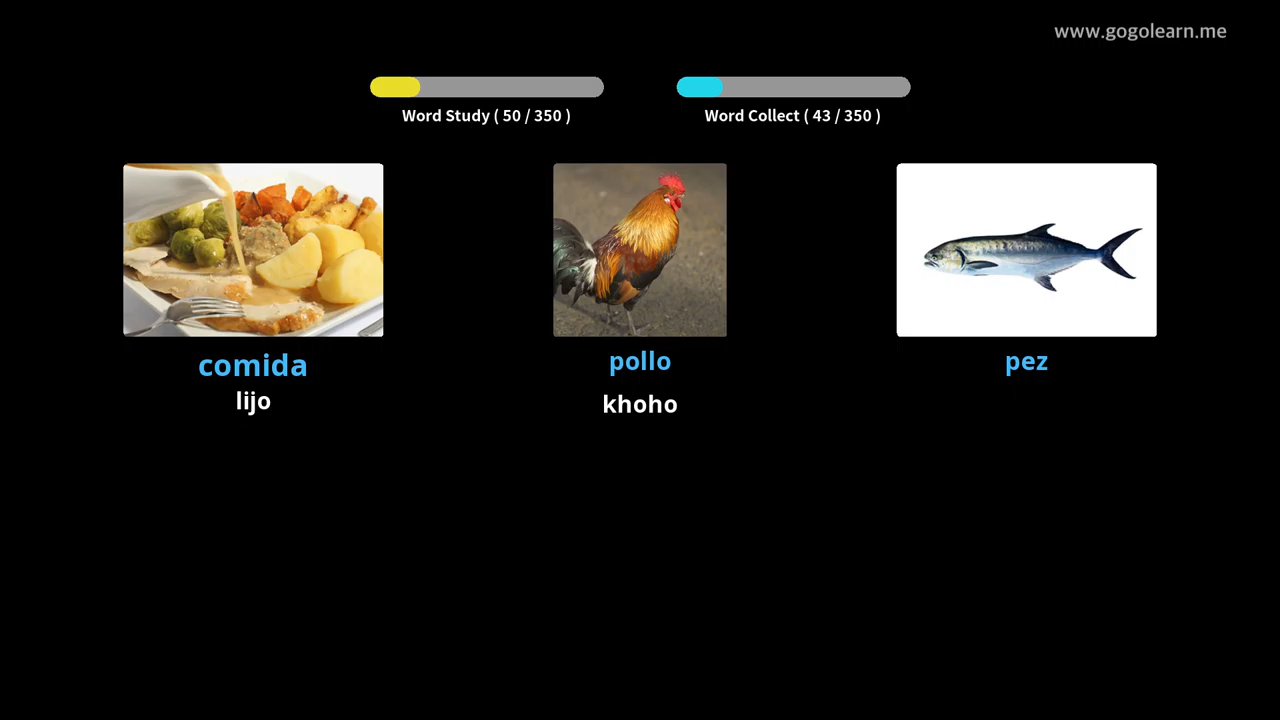 www.gogolearn.me
Word Study ( 50 / 350 )
Word Collect ( 43 / 350 )
comida
lijo
pollo
khoho
pez